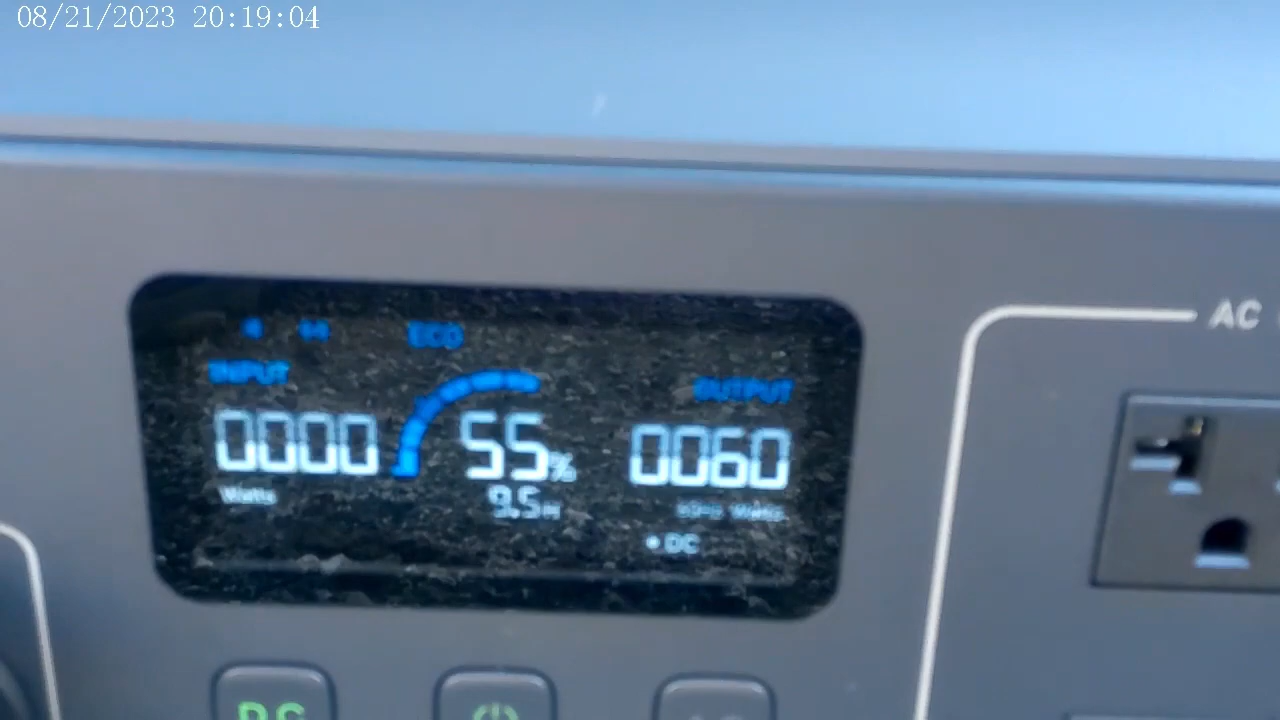 08/21/2023 20:19:04
AC
ECO
INPUT
OUTPUT
0000
55%
0060
Watts
9.5H
Watts
DC
DC